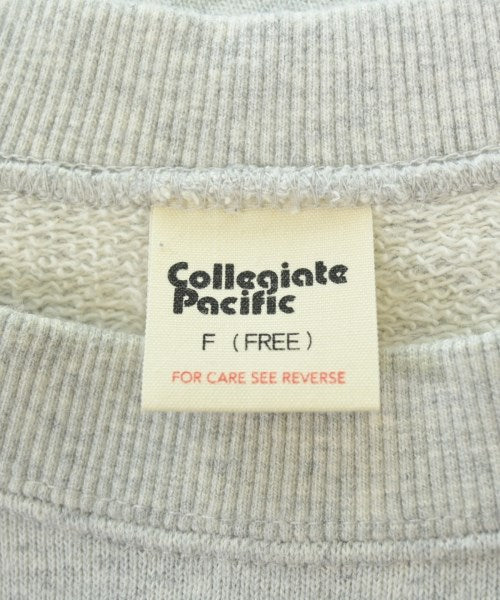 Collegiate
Pacific
F (FREE)
FOR CARE SEE REVERSE